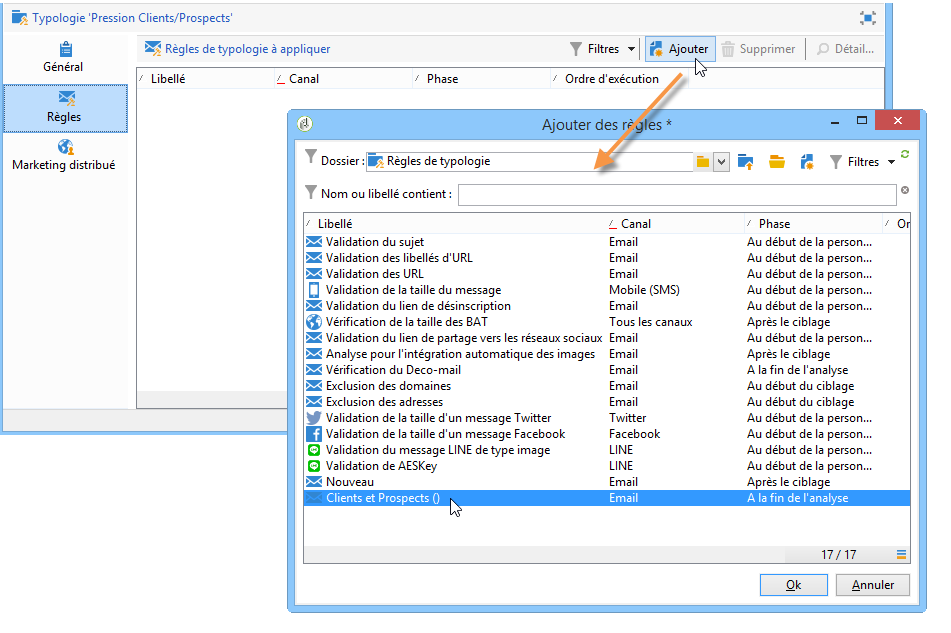 Typologie 'Pression Clients/Prospects'
Général
Règles
Marketing distribué
Règles de typologie à appliquer
Filtres Ajouter Supprimer Détail...
Libellé Canal Phase Ordre d'exécution
Ajouter des règles *
Dossier : Règles de typologie Filtres
Nom ou libellé contient :
Libellé Canal Phase Or
Validation du sujet Email Au début de la person...
Validation des libellés d'URL Email Au début de la person...
Validation des URL Email Au début de la person...
Validation de la taille du message Mobile (SMS) Au début de la person...
Validation du lien de désinscription Email Au début de la person...
Vérification de la taille des BAT Tous les canaux Après le ciblage
Validation du lien de partage vers les réseaux sociaux Email Au début de la person...
Analyse pour l'intégration automatique des images Email Après le ciblage
Vérification du Deco-mail Email A la fin de l'analyse
Exclusion des domaines Email Au début du ciblage
Exclusion des adresses Email Au début du ciblage
Validation de la taille d'un message Twitter Twitter Au début de la person...
Validation de la taille d'un message Facebook Facebook Au début de la person...
Validation du message LINE de type image LINE Au début de la person...
Validation de AESKey LINE Au début de la person...
Nouveau Email Après le ciblage
Clients et Prospects () Email A la fin de l'analyse
17 / 17
Ok Annuler